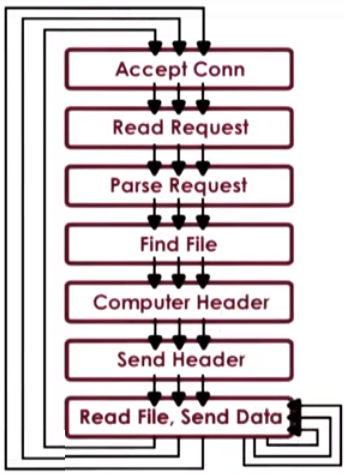 Accept Conn
Read Request
Parse Request
Find File
Computer Header
Send Header
Read File, Send Data